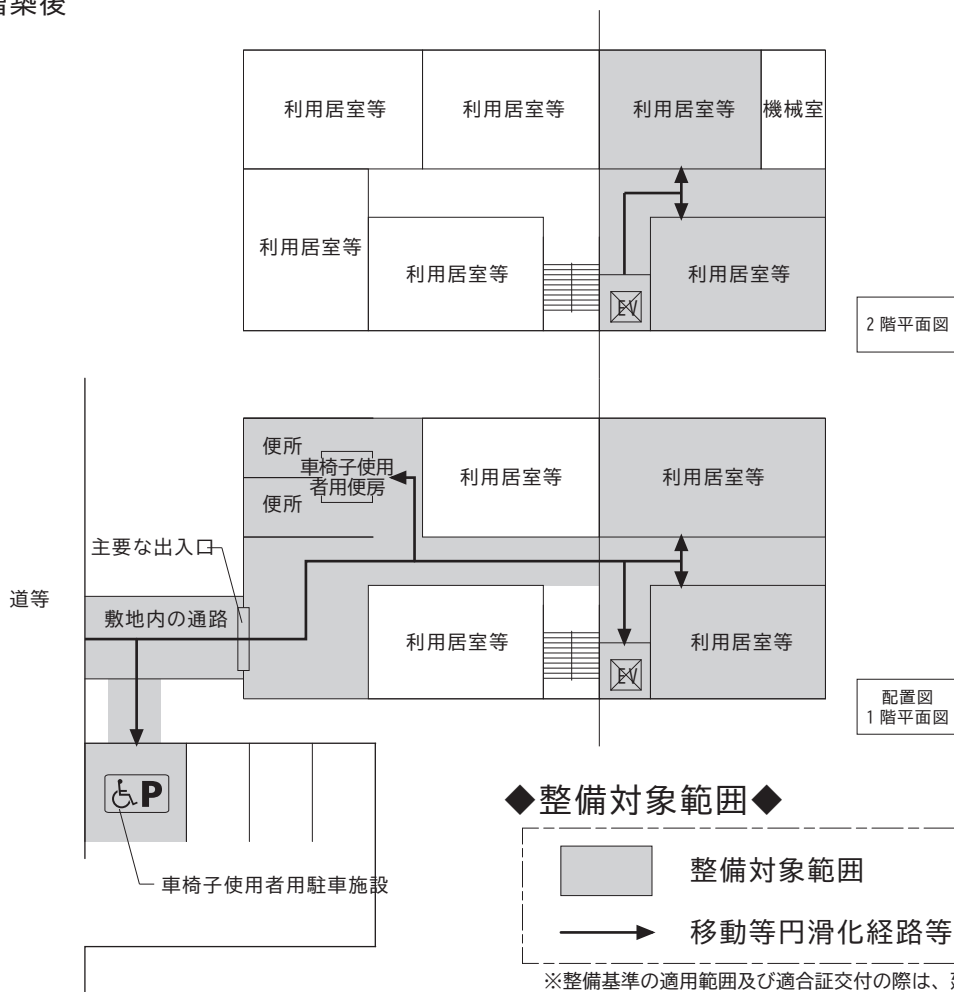 増築後
利用居室等
利用居室等
利用居室等
機械室
利用居室等
利用居室等
利用居室等
EV
2階平面図
便所
車椅子使用
者用便房
便所
利用居室等
利用居室等
主要な出入口
道等
敷地内の通路
利用居室等
利用居室等
EV
配置図
1階平面図
P
車椅子使用者用駐車施設
◆整備対象範囲◆
整備対象範囲
移動等円滑化経路等
※整備基準の適用範囲及び適合証交付の際は、